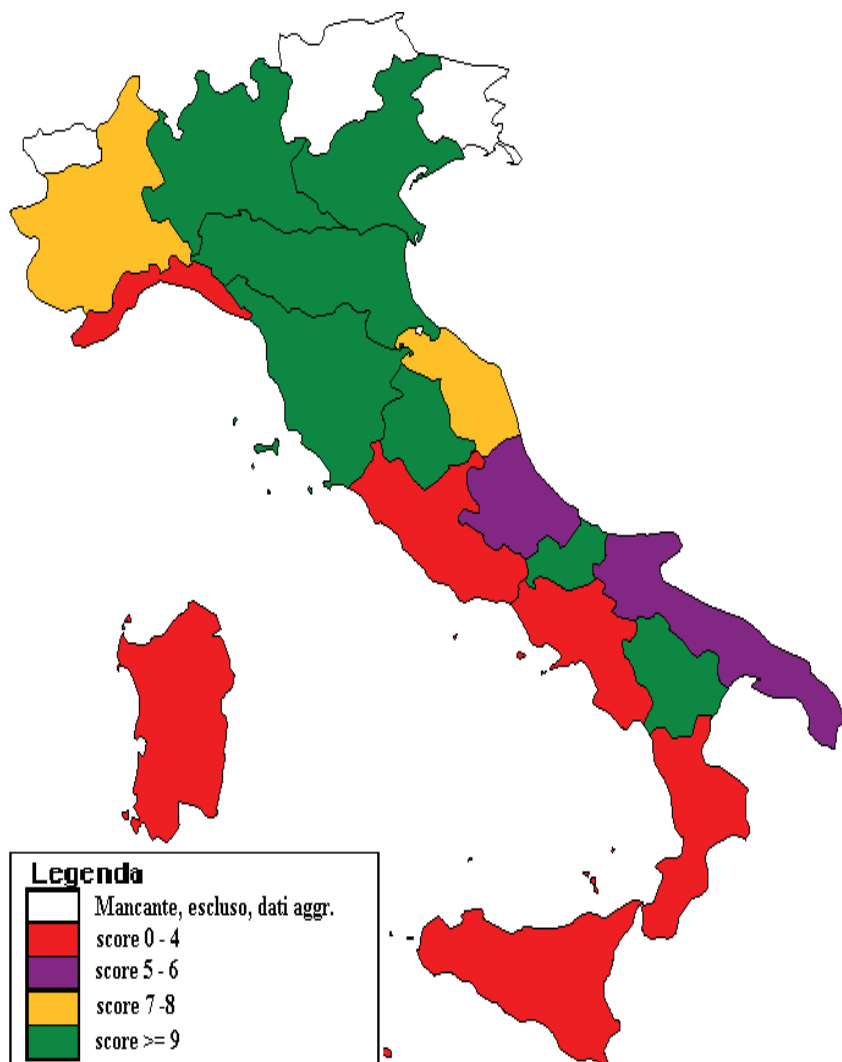 Legenda
Mancante, escluso, dati aggr.
score 0 - 4
score 5 - 6
score 7 -8
score >= 9